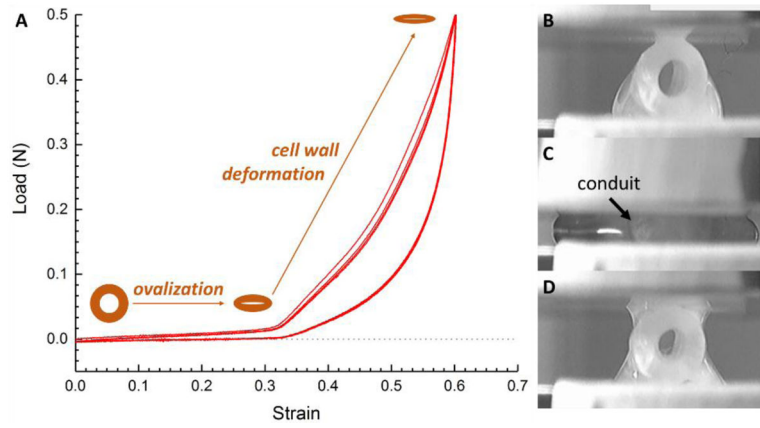 A
0.5
0.4
0.3
0.2
0.1
0.0
Load (N)
cell wall
deformation
ovalization
0.0 0.1 0.2 0.3 0.4 0.5 0.6 0.7
Strain
B
C
conduit
D